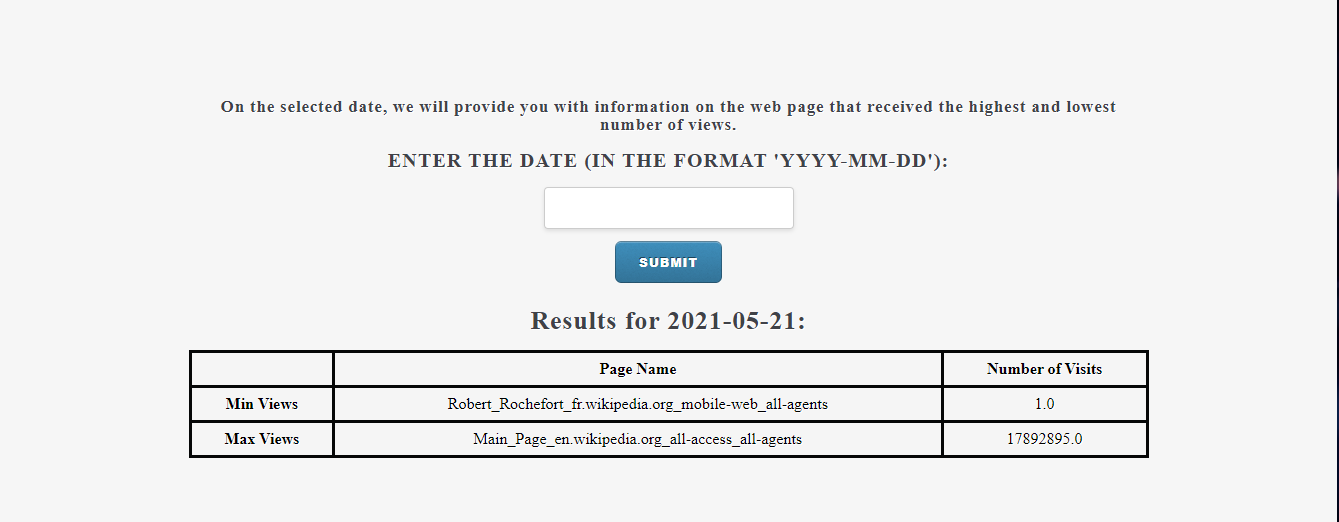 On the selected date, we will provide you with information on the web page that received the highest and lowest
number of views.
ENTER THE DATE (IN THE FORMAT 'YYYY-MM-DD'):
SUBMIT
Results for 2021-05-21:
Page Name Number of Visits
Min Views Robert_Rochefort_fr.wikipedia.org_mobile-web_all-agents 1.0
Max Views Main_Page_en.wikipedia.org_all-access_all-agents 17892895.0